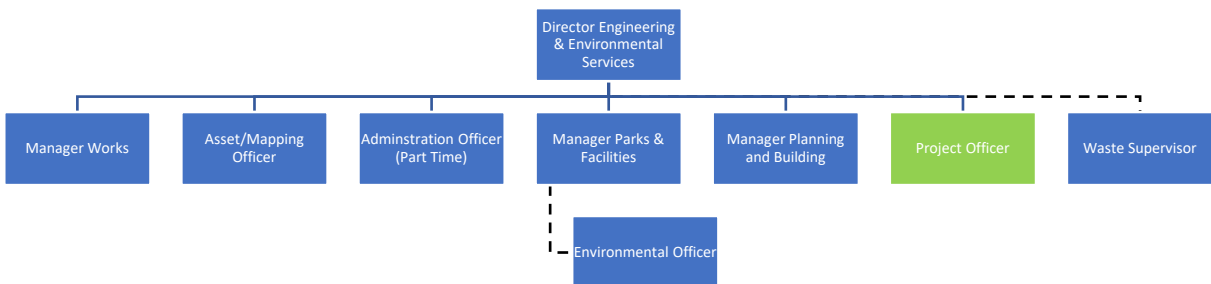 Director Engineering
& Environmental
Services
Manager Works
Asset/Mapping
Officer
Adminstration Officer
(Part Time)
Manager Parks &
Facilities
Manager Planning
and Building
Project Officer
Waste Supervisor
Environmental Officer